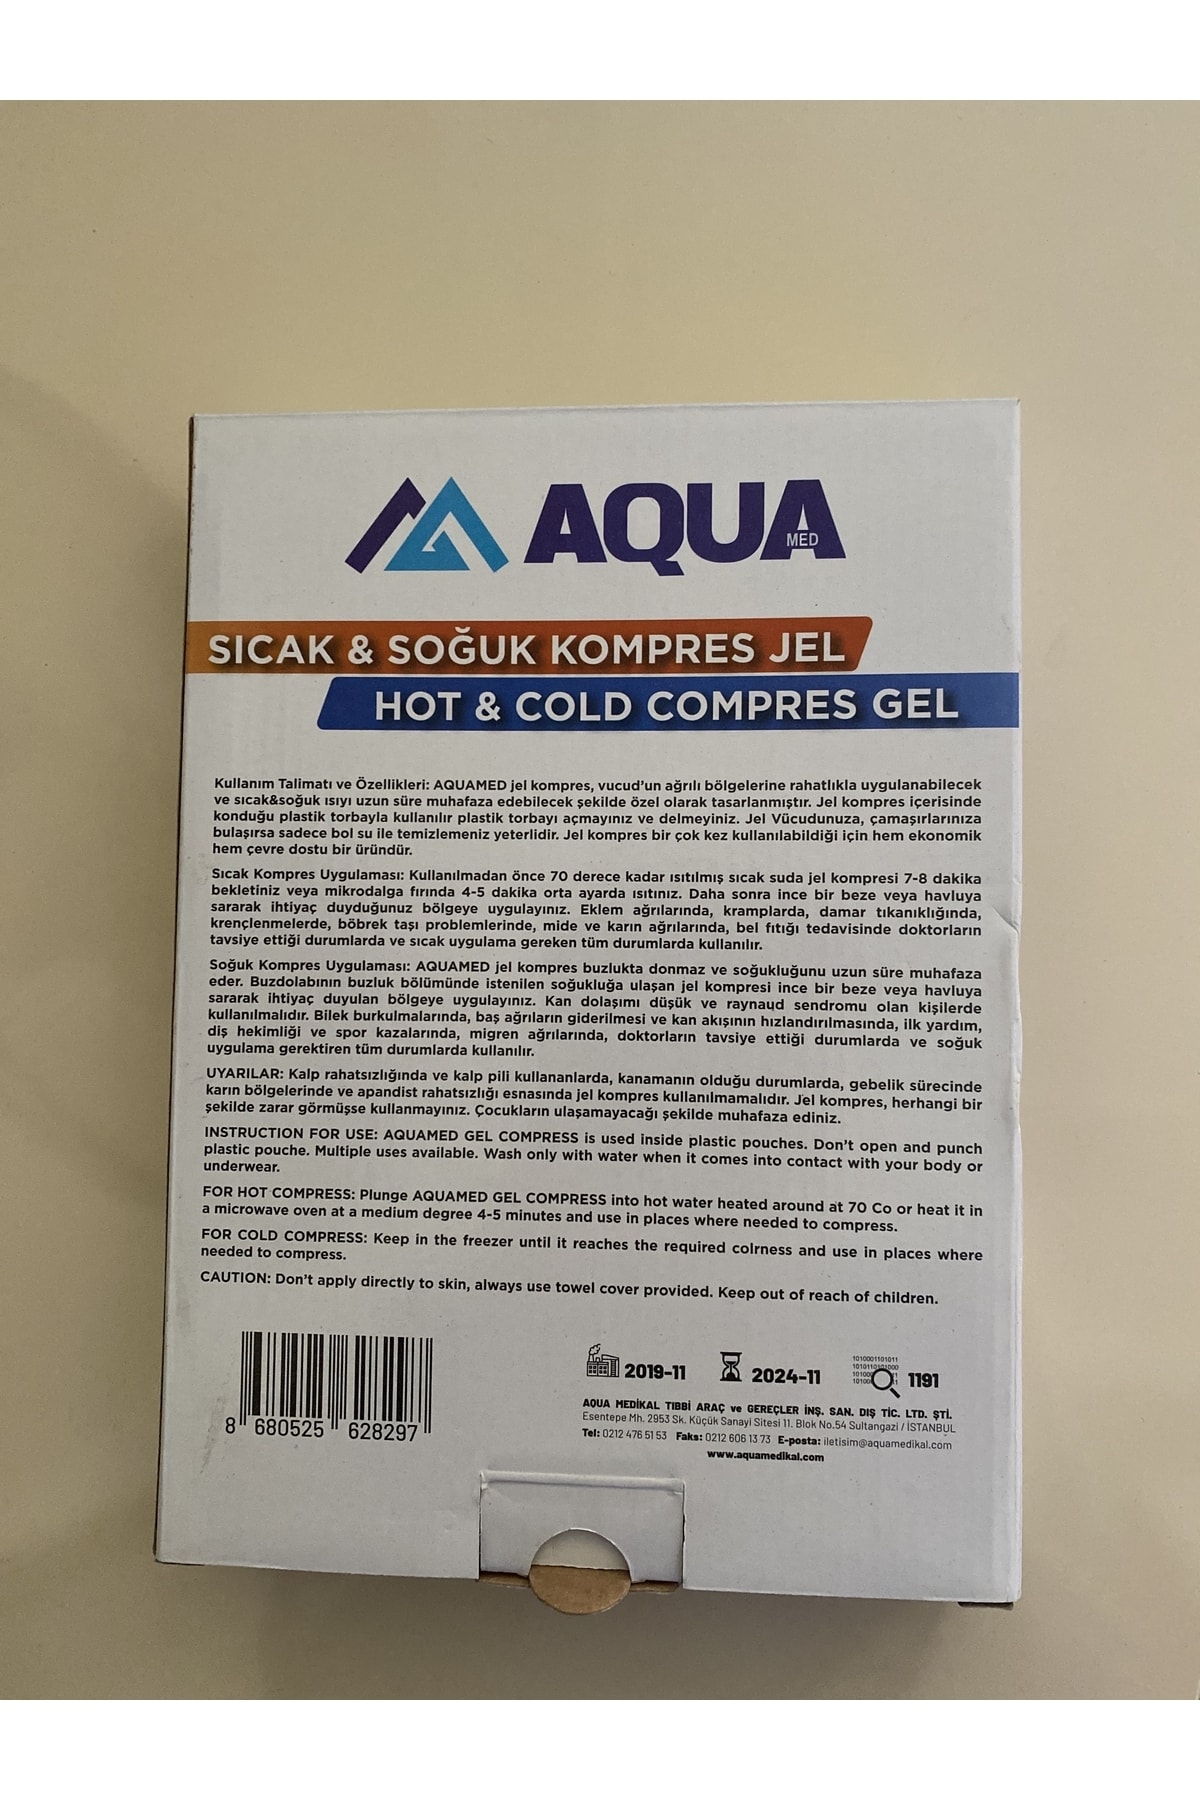 AQUA
MED
SICAK & SOĞUK KOMPRES JEL
HOT & COLD COMPRES GEL
Kullanım Talimatı ve Özellikleri: AQUAMED jel kompres, vucud'un ağrılı bölgelerine rahatlıkla uygulanabilecek
ve sıcak&soğuk ısıyı uzun süre muhafaza edebilecek şekilde özel olarak tasarlanmıştır. Jel kompres içerisinde
konduğu plastik torbayla kullanılır plastik torbayı açmayınız ve delmeyiniz. Jel Vücudunuza, çamaşırlarınıza
bulaşırsa sadece bol su ile temizlemeniz yeterlidir. Jel kompres bir çok kez kullanılabildiği için hem ekonomik
hem çevre dostu bir üründür.
Sıcak Kompres Uygulaması: Kullanılmadan önce 70 derece kadar ısıtılmış sıcak suda jel kompresi 7-8 dakika
bekletiniz veya mikrodalga fırında 4-5 dakika orta ayarda ısıtınız. Daha sonra ince bir beze veya havluya
sararak ihtiyaç duyduğunuz bölgeye uygulayınız. Eklem ağrılarında, kramplarda, damar tıkanıklığında,
krençlenmelerde, böbrek taşı problemlerinde, mide ve karın ağrılarında, bel fıtığı tedavisinde doktorların
tavsiye ettiği durumlarda ve sıcak uygulama gereken tüm durumlarda kullanılır.
Soğuk Kompres Uygulaması: AQUAMED jel kompres buzlukta donmaz ve soğukluğunu uzun süre muhafaza
eder. Buzdolabının buzluk bölümünde istenilen soğukluğa ulaşan jel kompresi ince bir beze veya havluya
sararak ihtiyaç duyulan bölgeye uygulayınız. Kan dolaşımı düşük ve raynaud sendromu olan kişilerde
kullanılmalıdır. Bilek burkulmalarında, baş ağrıların giderilmesi ve kan akışının hızlandırılmasında, ilk yardım,
diş hekimliği ve spor kazalarında, migren ağrılarında, doktorların tavsiye ettiği durumlarda ve soğuk
uygulama gerektiren tüm durumlarda kullanılır.
UYARILAR: Kalp rahatsızlığında ve kalp pili kullananlarda, kanamanın olduğu durumlarda, gebelik sürecinde
karın bölgelerinde ve apandist rahatsızlığı esnasında jel kompres kullanılmamalıdır. Jel kompres, herhangi bir
şekilde zarar görmüşse kullanmayınız. Çocukların ulaşamayacağı şekilde muhafaza ediniz.
INSTRUCTION FOR USE: AQUAMED GEL COMPRESS is used inside plastic pouches. Don't open and punch
plastic pouche. Multiple uses available. Wash only with water when it comes into contact with your body or
underwear.
FOR HOT COMPRESS: Plunge AQUAMED GEL COMPRESS into hot water heated around at 70 Co or heat it in
a microwave oven at a medium degree 4-5 minutes and use in places where needed to compress.
FOR COLD COMPRESS: Keep in the freezer until it reaches the required colrness and use in places where
needed to compress.
CAUTION: Don't apply directly to skin, always use towel cover provided. Keep out of reach of children.
8 680525 628297
2019-11 2024-11 1191
AQUA MEDİKAL TIBBİ ARAÇ ve GEREÇLER İNŞ. SAN. DIŞ TİC. LTD. ŞTİ.
Esentepe Mh. 2953 Sk. Küçük Sanayi Sitesi 11. Blok No.54 Sultangazi / İSTANBUL
Tel: 0212 476 51 53 Faks: 0212 606 13 73 E-posta: iletisim@aquamedikal.com
www.aquamedikal.com